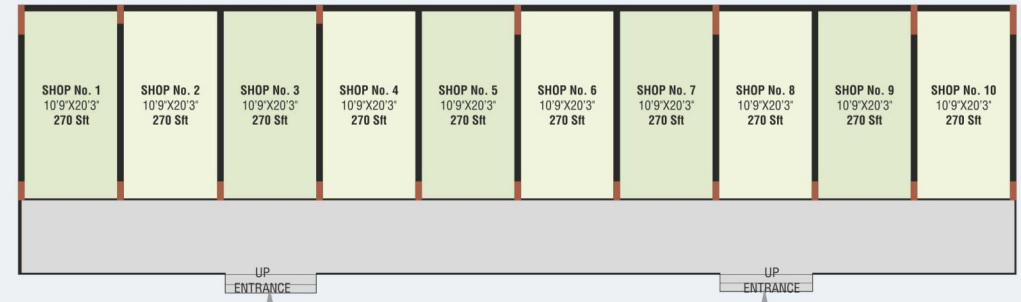 SHOP No. 1
10'9"X20'3"
270 Sft
SHOP No. 2
10'9"X20'3"
270 Sft
SHOP No. 3
10'9"X20'3"
270 Sft
SHOP No. 4
10'9"X20'3"
270 Sft
SHOP No. 5
10'9"X20'3"
270 Sft
SHOP No. 6
10'9"X20'3"
270 Sft
SHOP No. 7
10'9"X20'3"
270 Sft
SHOP No. 8
10'9"X20'3"
270 Sft
SHOP No. 9
10'9"X20'3"
270 Sft
SHOP No. 10
10'9"X20'3"
270 Sft
UP
ENTRANCE
UP
ENTRANCE